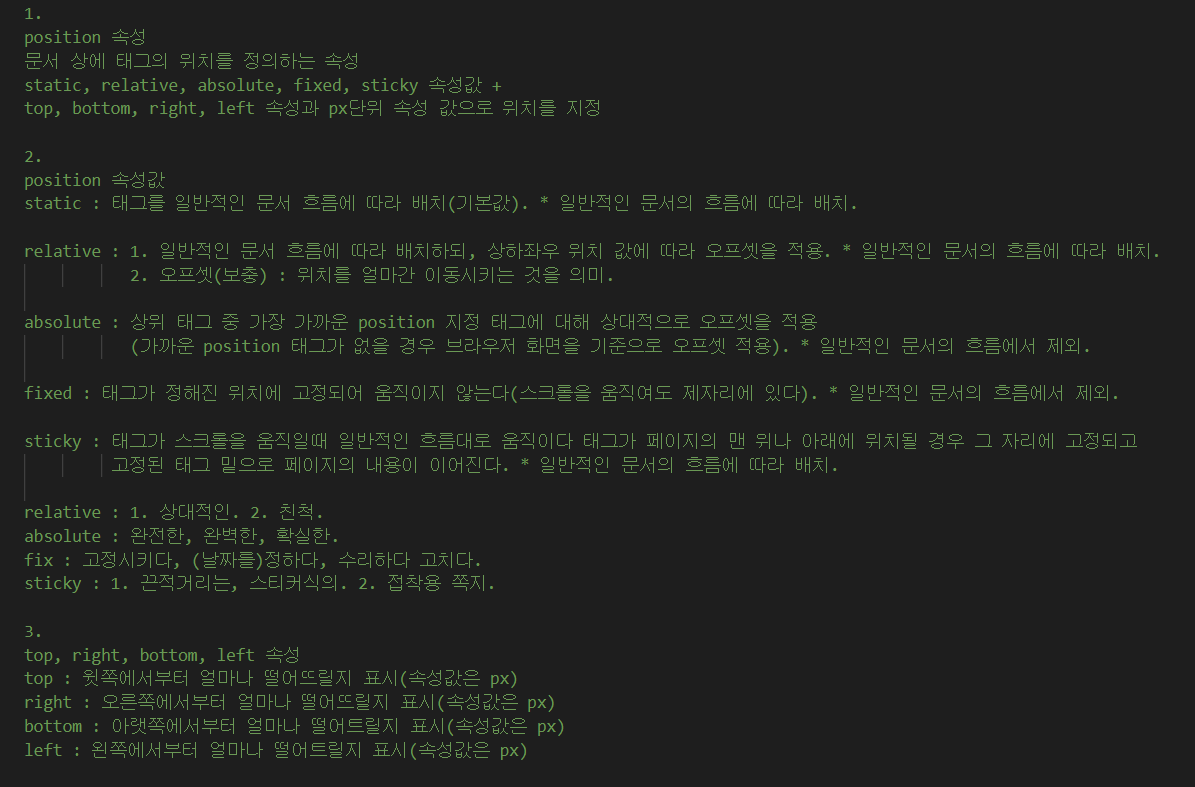 1.
position 속성
문서 상에 태그의 위치를 정의하는 속성
static, relative, absolute, fixed, sticky 속성값 +
top, bottom, right, left 속성과 px단위 속성 값으로 위치를 지정
2.
position 속성값
static : 태그를 일반적인 문서 흐름에 따라 배치(기본값). * 일반적인 문서의 흐름에 따라 배치.
relative : 1. 일반적인 문서 흐름에 따라 배치하되, 상하좌우 위치 값에 따라 오프셋을 적용. * 일반적인 문서의 흐름에 따라 배치.
2. 오프셋(보충) : 위치를 얼마간 이동시키는 것을 의미.
absolute : 상위 태그 중 가장 가까운 position 지정 태그에 대해 상대적으로 오프셋을 적용
(가까운 position 태그가 없을 경우 브라우저 화면을 기준으로 오프셋 적용). * 일반적인 문서의 흐름에서 제외.
fixed : 태그가 정해진 위치에 고정되어 움직이지 않는다(스크롤을 움직여도 제자리에 있다). * 일반적인 문서의 흐름에서 제외.
sticky : 태그가 스크롤을 움직일때 일반적인 흐름대로 움직이다 태그가 페이지의 맨 위나 아래에 위치될 경우 그 자리에 고정되고
고정된 태그 밑으로 페이지의 내용이 이어진다. * 일반적인 문서의 흐름에 따라 배치.
relative : 1. 상대적인. 2. 친척.
absolute : 완전한, 완벽한, 확실한.
fix : 고정시키다, (날짜를)정하다, 수리하다 고치다.
sticky : 1. 끈적거리는, 스티커식의. 2. 접착용 쪽지.
3.
top, right, bottom, left 속성
top : 윗쪽에서부터 얼마나 떨어뜨릴지 표시(속성값은 px)
right : 오른쪽에서부터 얼마나 떨어뜨릴지 표시(속성값은 px)
bottom : 아랫쪽에서부터 얼마나 떨어트릴지 표시(속성값은 px)
left : 왼쪽에서부터 얼마나 떨어트릴지 표시(속성값은 px)